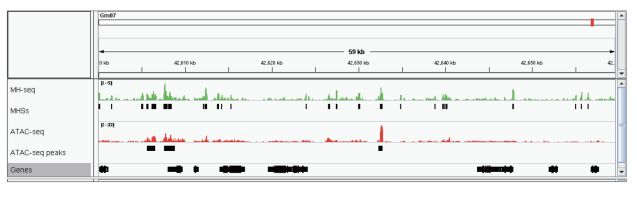 Gm07
59 kb
0 kb 42,610 kb 42,620 kb 42,630 kb 42,640 kb 42,650 kb 42,
MH-seq
[0 - 5]
MHSs
ATAC-seq
[0 - 20]
ATAC-seq peaks
Genes